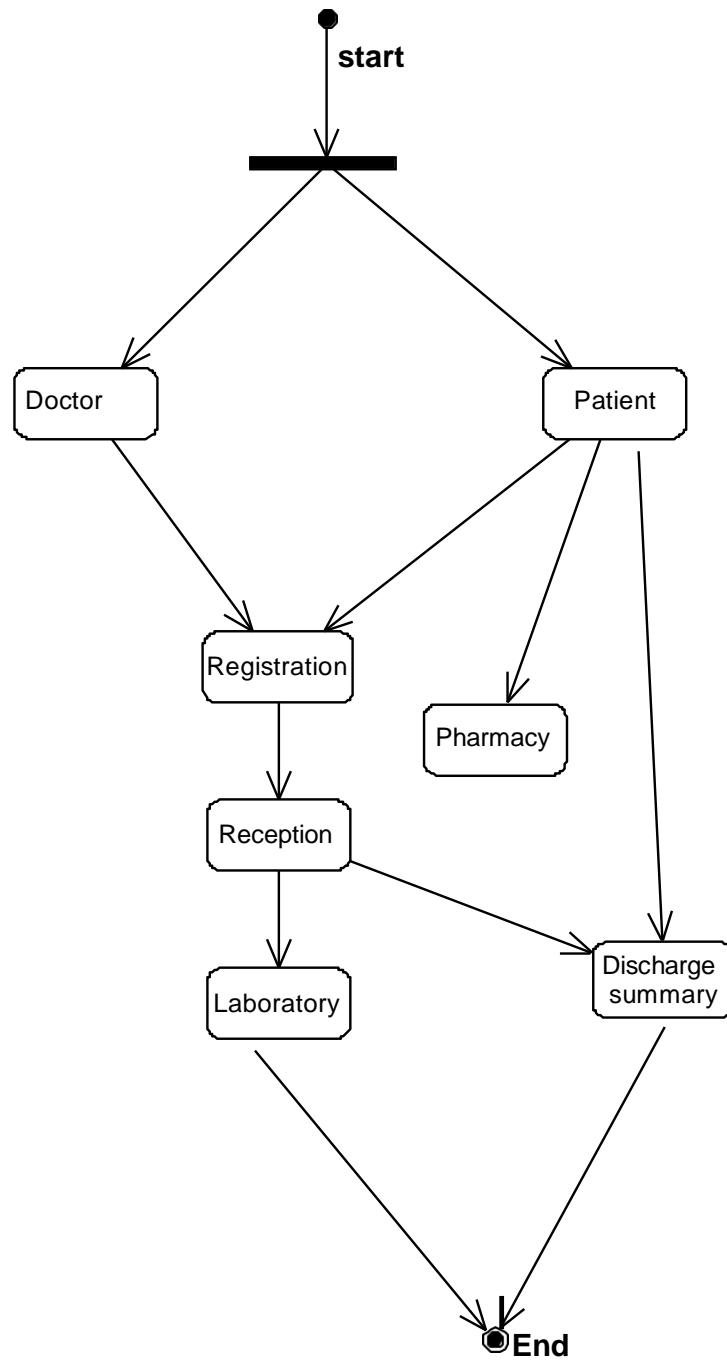 start
Doctor
Patient
Registration
Pharmacy
Reception
Discharge
summary
Laboratory
End